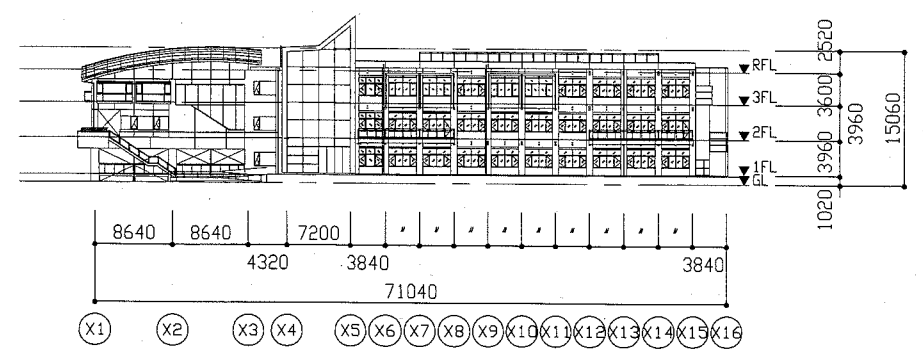 RFL
3FL
2FL
1FL
GL
2520
3600
3960
3960
1020
15060
8640 8640 7200 〃 〃 〃 〃 〃 〃 〃 〃 〃
4320 3840 3840
71040
X1 X2 X3 X4 X5 X6 X7 X8 X9 X10 X11 X12 X13 X14 X15 X16